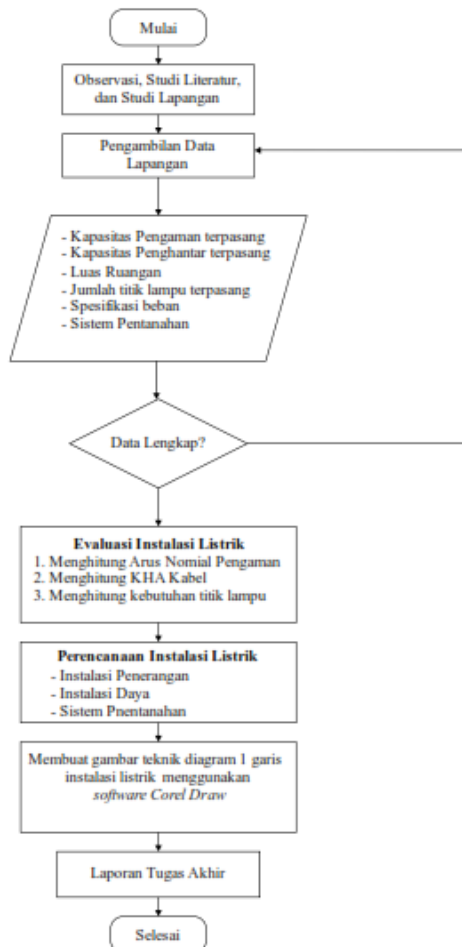 Mulai
Observasi, Studi Literatur,
dan Studi Lapangan
Pengambilan Data
Lapangan
- Kapasitas Pengaman terpasang
- Kapasitas Penghantar terpasang
- Luas Ruangan
- Jumlah titik lampu terpasang
- Spesifikasi beban
- Sistem Pentanahan
Data Lengkap?
Evaluasi Instalasi Listrik
1. Menghitung Arus Nomial Pengaman
2. Menghitung KHA Kabel
3. Menghitung kebutuhan titik lampu
Perencanaan Instalasi Listrik
- Instalasi Penerangan
- Instalasi Daya
- Sistem Pnentanahan
Membuat gambar teknik diagram 1 garis
instalasi listrik menggunakan
software Corel Draw
Laporan Tugas Akhir
Selesai